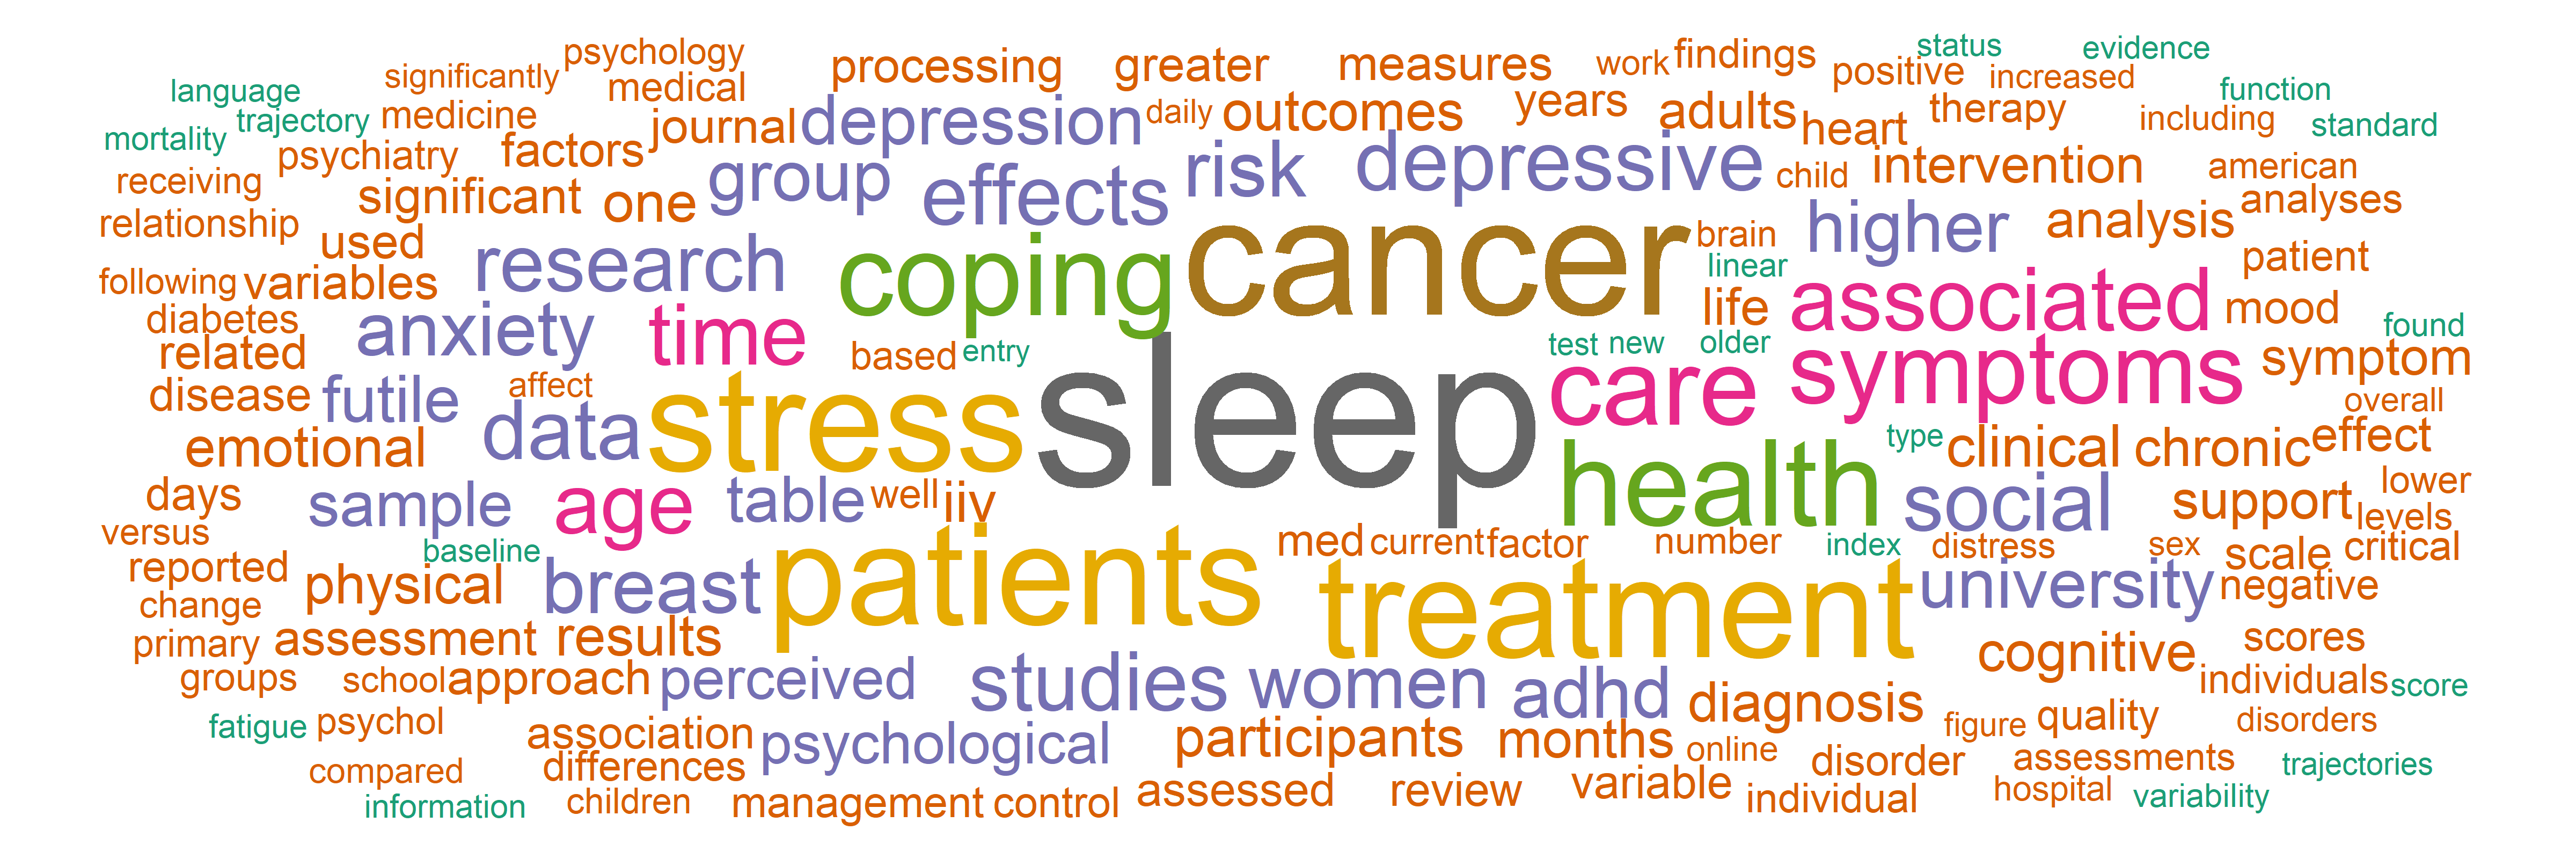 psychology processing greater measures work findings status evidence
language significantly medical positive increased function
mortality trajectory medicine journal depression daily outcomes years adults heart therapy including standard
receiving psychiatry factors group effects risk depressive child intervention american
relationship significant one cancer brain higher analysis analyses
following variables used research coping linear associated patient
diabetes anxiety time life mood found
related based entry sleep test new older symptoms symptom
disease futile affect data stress care overall
emotional health type clinical chronic effect
days sample age table well iiv social support lower levels
versus baseline patients med current factor number index distress sex scale critical
reported physical breast treatment university negative
change
primary assessment results cognitive scores
groups school approach perceived studies women adhd diagnosis individuals score
fatigue psychol association psychological participants months online figure quality disorders
compared differences disorder assessments trajectories
information children management control assessed review variable individual hospital variability